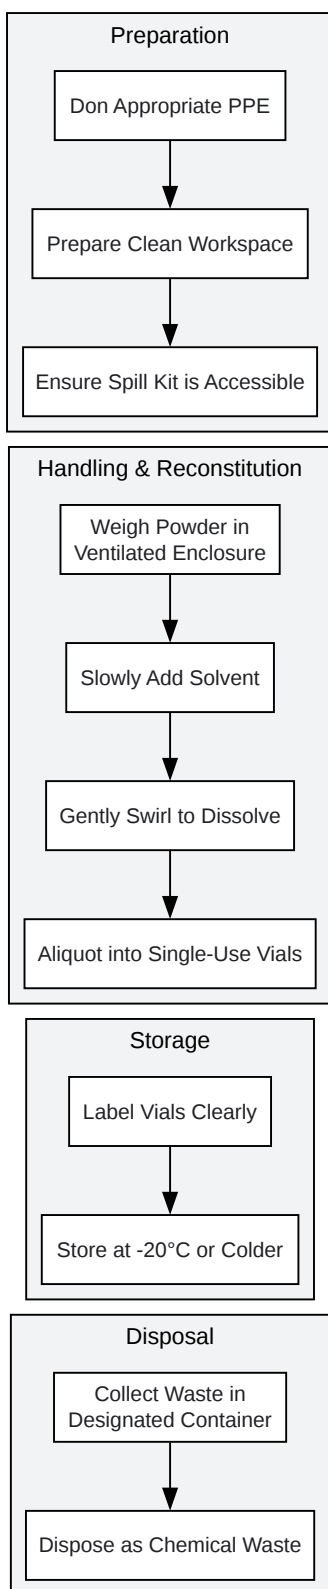 Preparation
Don Appropriate PPE
Prepare Clean Workspace
Ensure Spill Kit is Accessible
Handling & Reconstitution
Weigh Powder in
Ventilated Enclosure
Slowly Add Solvent
Gently Swirl to Dissolve
Aliquot into Single-Use Vials
Storage
Label Vials Clearly
Store at -20°C or Colder
Disposal
Collect Waste in
Designated Container
Dispose as Chemical Waste